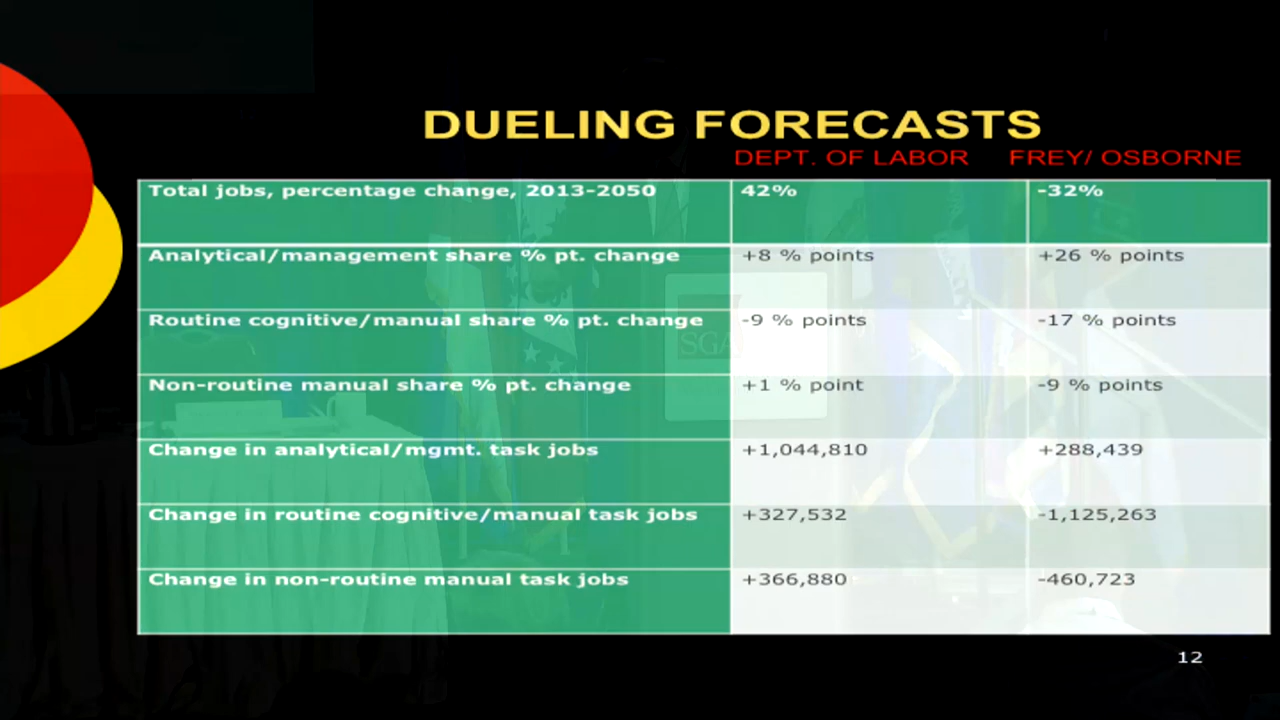 DUELING FORECASTS
DEPT. OF LABOR FREY/ OSBORNE
Total jobs, percentage change, 2013-2050 42% -32%
Analytical/management share % pt. change +8 % points +26 % points
Routine cognitive/manual share % pt. change -9 % points -17 % points
Non-routine manual share % pt. change +1 % point -9 % points
Change in analytical/mgmt. task jobs +1,044,810 +288,439
Change in routine cognitive/manual task jobs +327,532 -1,125,263
Change in non-routine manual task jobs +366,880 -460,723
12